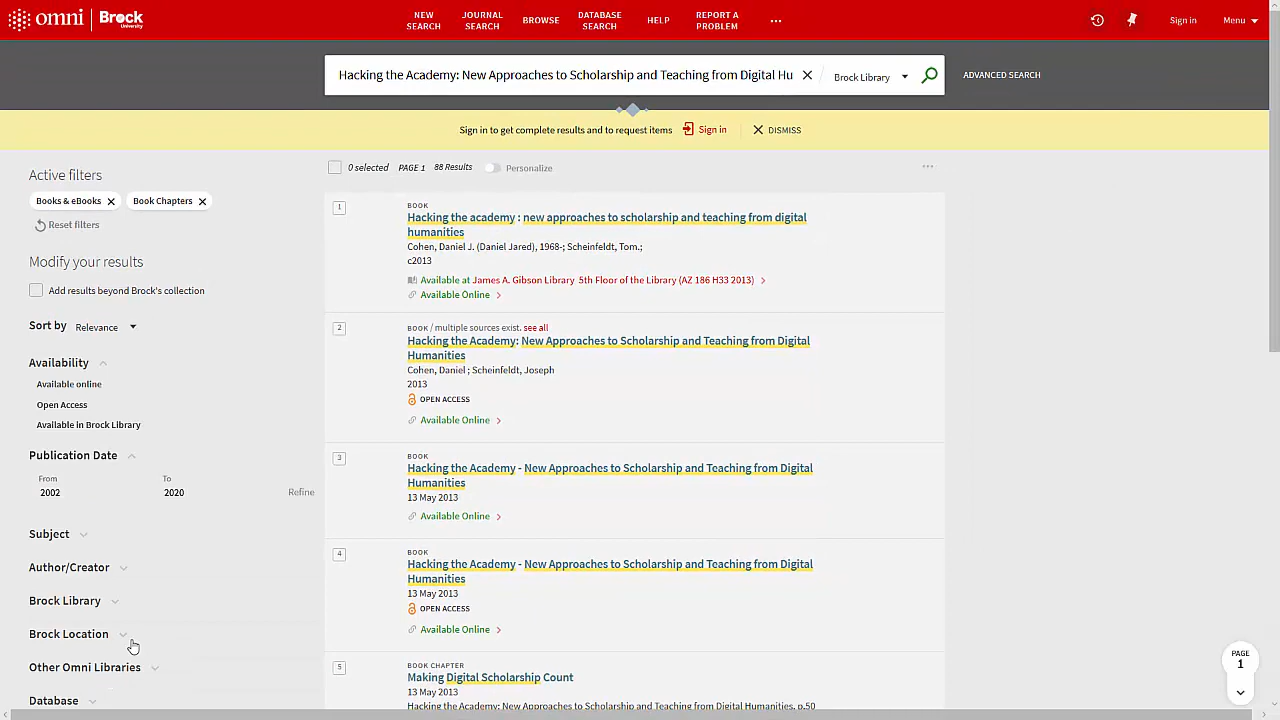 omni Brock University
NEW SEARCH
JOURNAL SEARCH
BROWSE
DATABASE SEARCH
HELP
REPORT A PROBLEM
...
Sign in
Menu
Hacking the Academy: New Approaches to Scholarship and Teaching from Digital Hu
Brock Library
ADVANCED SEARCH
Sign in to get complete results and to request items Sign in DISMISS
Active filters
Books & eBooks Book Chapters
Reset filters
Modify your results
Add results beyond Brock's collection
Sort by Relevance
Availability
Available online
Open Access
Available in Brock Library
Publication Date
From To
2002 2020 Refine
Subject
Author/Creator
Brock Library
Brock Location
Other Omni Libraries
Database
0 selected PAGE 1 88 Results Personalize
1
BOOK
Hacking the academy : new approaches to scholarship and teaching from digital
humanities
Cohen, Daniel J. (Daniel Jared), 1968-; Scheinfeldt, Tom.;
c2013
Available at James A. Gibson Library 5th Floor of the Library (AZ 186 H33 2013)
Available Online
2
BOOK / multiple sources exist. see all
Hacking the Academy: New Approaches to Scholarship and Teaching from Digital
Humanities
Cohen, Daniel ; Scheinfeldt, Joseph
2013
OPEN ACCESS
Available Online
3
BOOK
Hacking the Academy - New Approaches to Scholarship and Teaching from Digital
Humanities
13 May 2013
Available Online
4
BOOK
Hacking the Academy - New Approaches to Scholarship and Teaching from Digital
Humanities
13 May 2013
OPEN ACCESS
Available Online
5
BOOK CHAPTER
Making Digital Scholarship Count
13 May 2013
Hacking the Academy: New Approaches to Scholarship and Teaching from Digital Humanities, p.50
PAGE
1